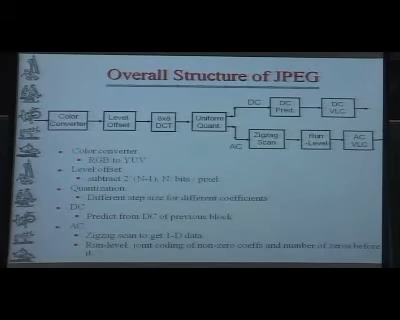 Overall Structure of JPEG
DC
DC Pred.
DC VLC
Color Converter
Level Offset
8x8 DCT
Uniform Quant.
AC
Zigzag Scan
Run -Level
AC VLC
Color converter
RGB to YUV
Level offset
subtract 2^(N-1), N: bits / pixel.
Quantization
Different step size for different coefficients
DC
Predict from DC of previous block
AC
Zigzag scan to get 1-D data
Run-level: joint coding of non-zero coeffs and number of zeros before
it.